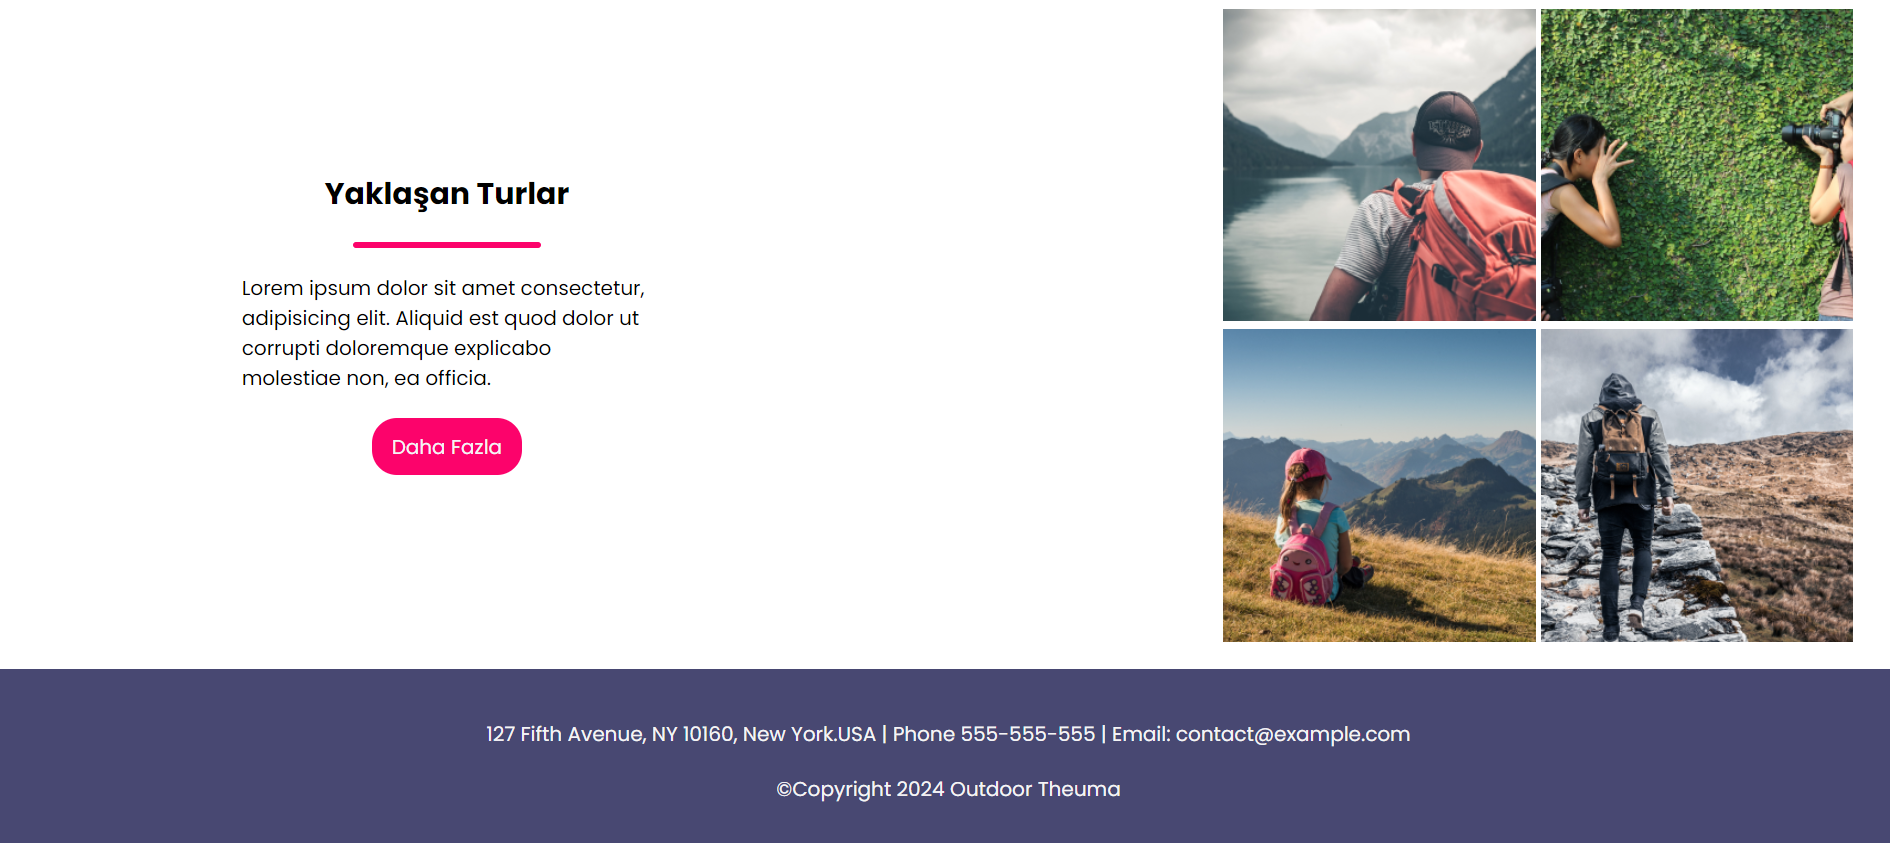 Yaklaşan Turlar
Lorem ipsum dolor sit amet consectetur,
adipisicing elit. Aliquid est quod dolor ut
corrupti doloremque explicabo
molestiae non, ea officia.
Daha Fazla
127 Fifth Avenue, NY 10160, New York.USA | Phone 555-555-555 | Email: contact@example.com
©Copyright 2024 Outdoor Theuma